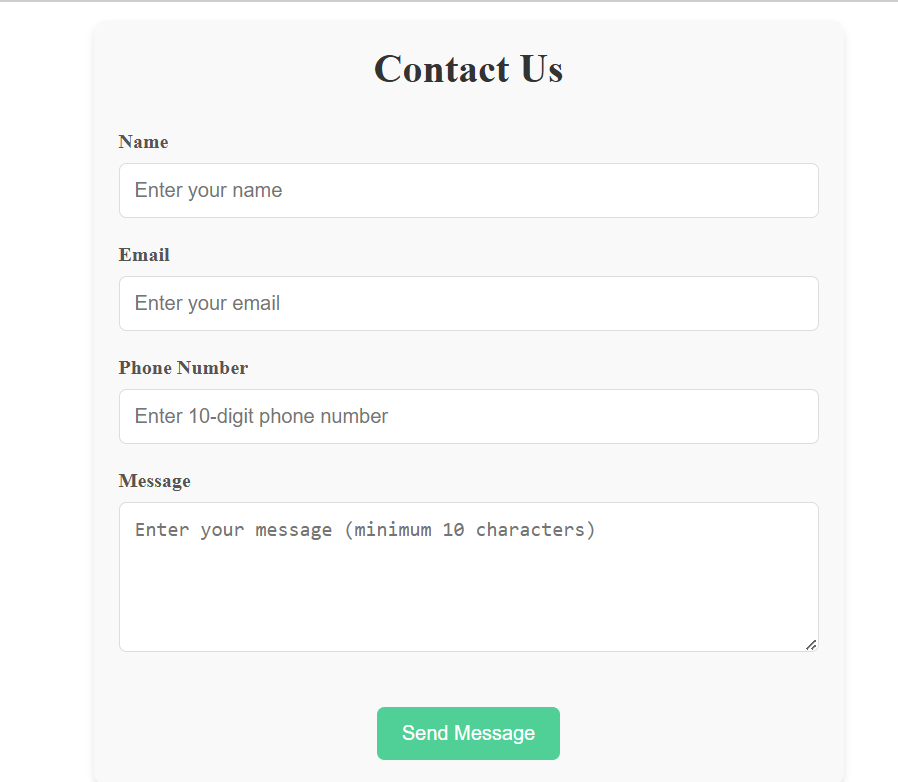 Contact Us
Name
Enter your name
Email
Enter your email
Phone Number
Enter 10-digit phone number
Message
Enter your message (minimum 10 characters)
Send Message